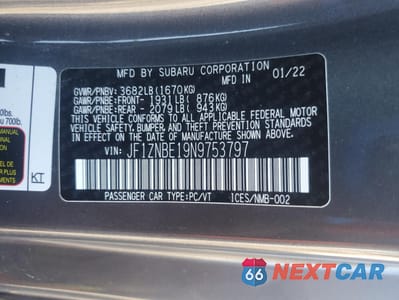 MFD BY SUBARU CORPORATION 01/22
GVWR/PNBV: 3682LB(1670KG)
GAWR/PNBE:FRONT- 1931LB( 876KG)
GAWR/PNBE:REAR - 2079LB( 943KG)
THIS VEHICLE CONFORMS TO ALL APPLICABLE FEDERAL MOTOR
VEHICLE SAFETY, BUMPER, AND THEFT PREVENTION
STANDARDS IN EFFECT ON THE DATE OF MANUFACTURE
SHOWN ABOVE.
VIN: JF1ZNBE19N9753797
PASSENGER CAR TYPE:PC/VT ICES/NMB-002
00lbs.
700lbs.
MANUAL
KT
66
NEXTCAR